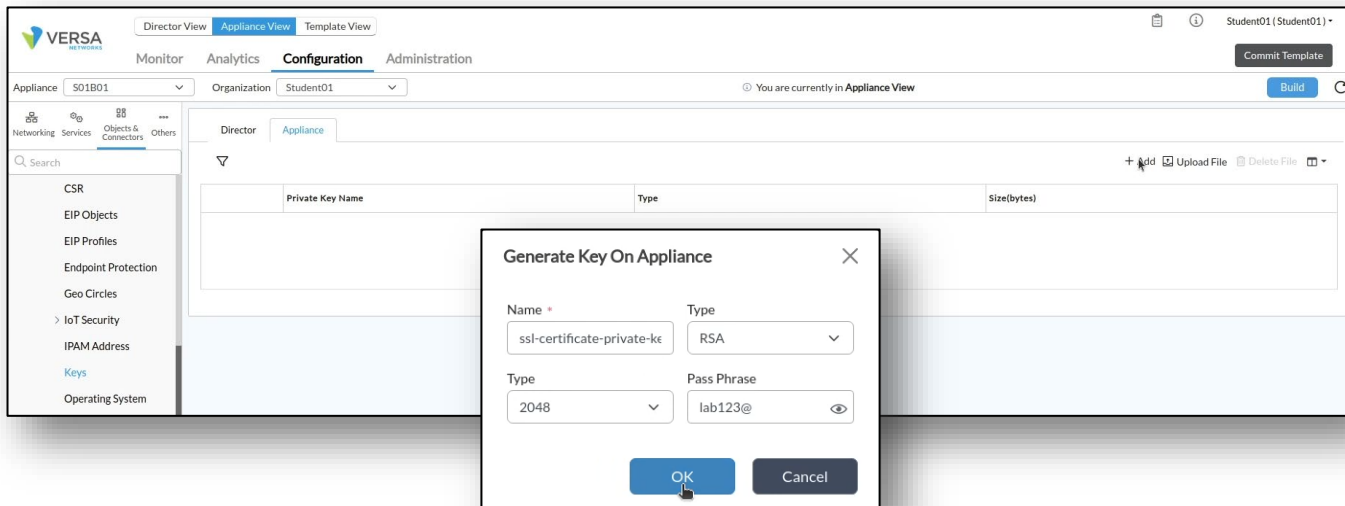 Director View Appliance View Template View
Student01 ( Student01 )
VERSA
NETWORKS
Monitor Analytics Configuration Administration
Commit Template
Appliance S01B01 Organization Student01 You are currently in Appliance View Build
Networking Services Objects & Connectors Others
Director Appliance
Search
+ Add Upload File Delete File
CSR
EIP Objects
EIP Profiles
Endpoint Protection
Geo Circles
IoT Security
IPAM Address
Keys
Operating System
Private Key Name Type Size(bytes)
Generate Key On Appliance
Name * Type
ssl-certificate-private-ke RSA
Type Pass Phrase
2048 lab123@
OK Cancel